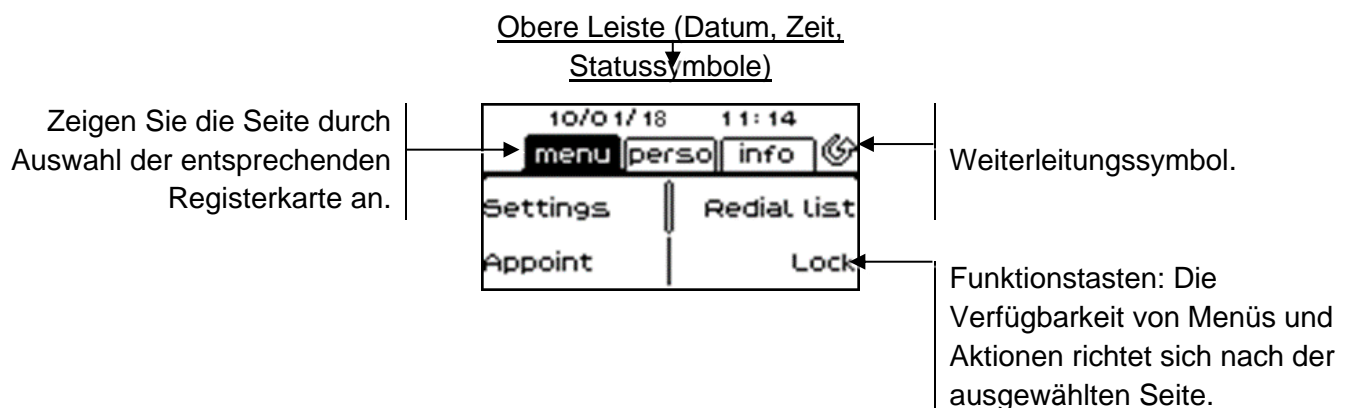 Obere Leiste (Datum, Zeit,
Statussymbole)
Zeigen Sie die Seite durch
Auswahl der entsprechenden
Registerkarte an.
10/01/18 11:14
menu perso info
Settings Redial list
Appoint Lock
Weiterleitungssymbol.
Funktionstasten: Die
Verfügbarkeit von Menüs und
Aktionen richtet sich nach der
ausgewählten Seite.